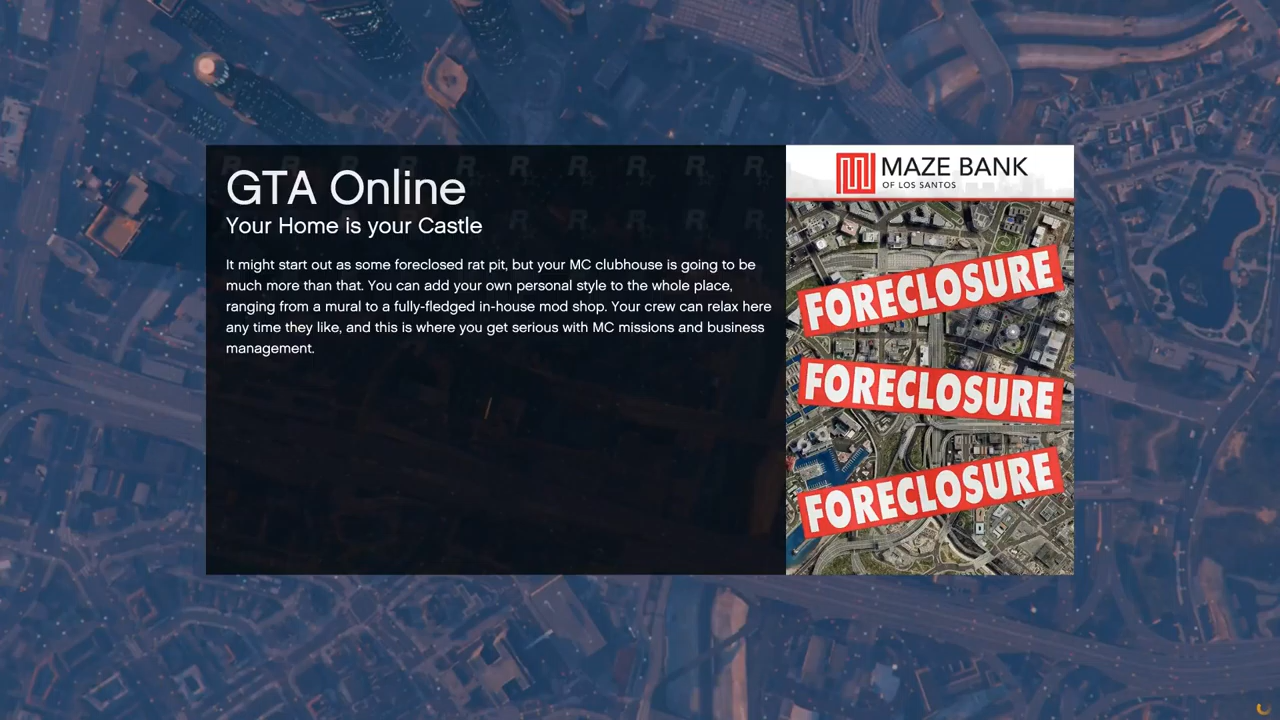 GTA Online
Your Home is your Castle
It might start out as some foreclosed rat pit, but your MC clubhouse is going to be
much more than that. You can add your own personal style to the whole place,
ranging from a mural to a fully-fledged in-house mod shop. Your crew can relax here
any time they like, and this is where you get serious with MC missions and business
management.
MAZE BANK
OF LOS SANTOS
FORECLOSURE
FORECLOSURE
FORECLOSURE